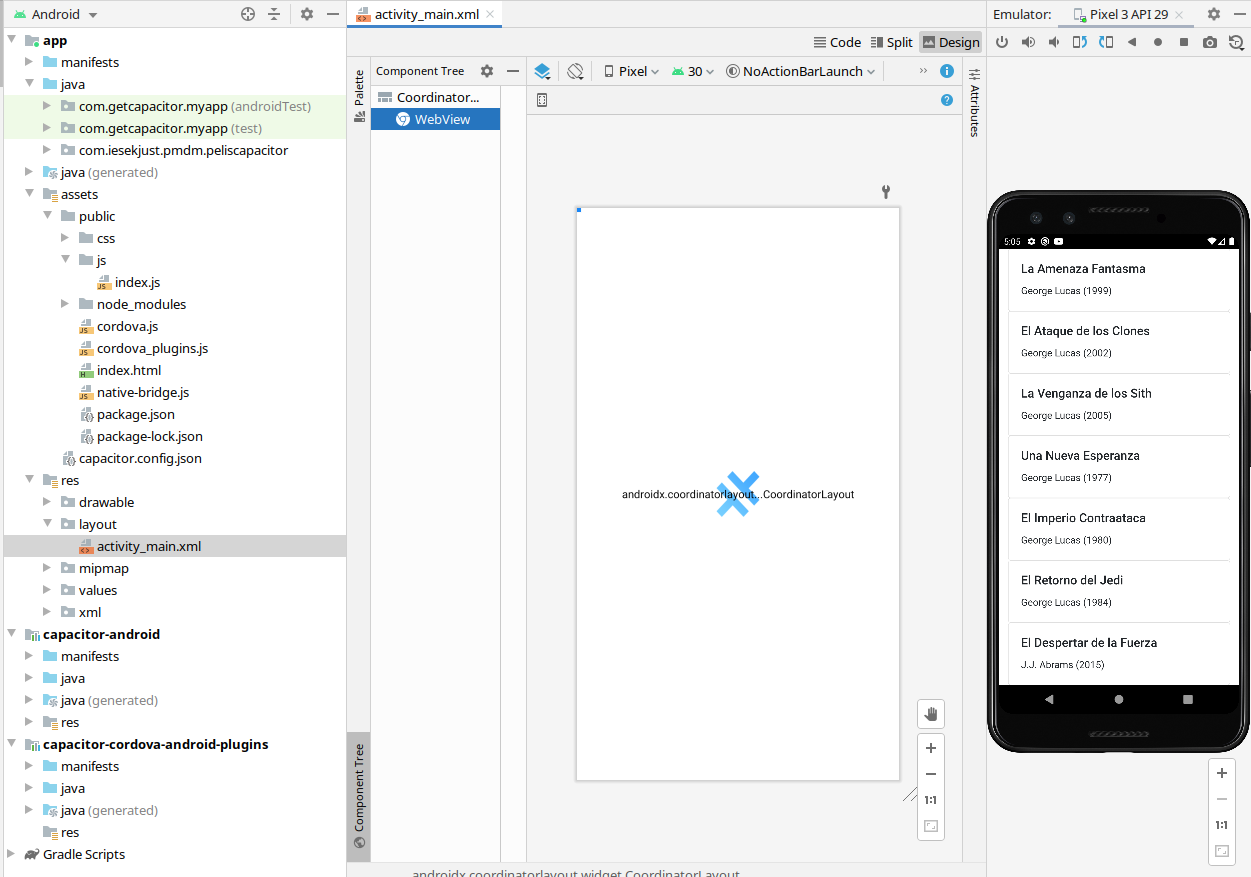 Android
activity_main.xml
Emulator:
Pixel 3 API 29
Code
Split
Design
app
manifests
java
com.getcapacitor.myapp (androidTest)
com.getcapacitor.myapp (test)
com.iesekjust.pmdm.peliscapacitor
java (generated)
assets
public
css
js
index.js
node_modules
cordova.js
cordova_plugins.js
index.html
native-bridge.js
package.json
package-lock.json
capacitor.config.json
res
drawable
layout
activity_main.xml
mipmap
values
xml
capacitor-android
manifests
java
java (generated)
res
capacitor-cordova-android-plugins
manifests
java
java (generated)
res
Gradle Scripts
Palette
Component Tree
Component Tree
Coordinator...
WebView
Pixel
30
NoActionBarLaunch
Attributes
androidx.coordinatorlayout...CoordinatorLayout
1:1
androidx.coordinatorlayout.widget.CoordinatorLayout
5:05
La Amenaza Fantasma
George Lucas (1999)
El Ataque de los Clones
George Lucas (2002)
La Venganza de los Sith
George Lucas (2005)
Una Nueva Esperanza
George Lucas (1977)
El Imperio Contraataca
George Lucas (1980)
El Retorno del Jedi
George Lucas (1984)
El Despertar de la Fuerza
J.J. Abrams (2015)
1:1